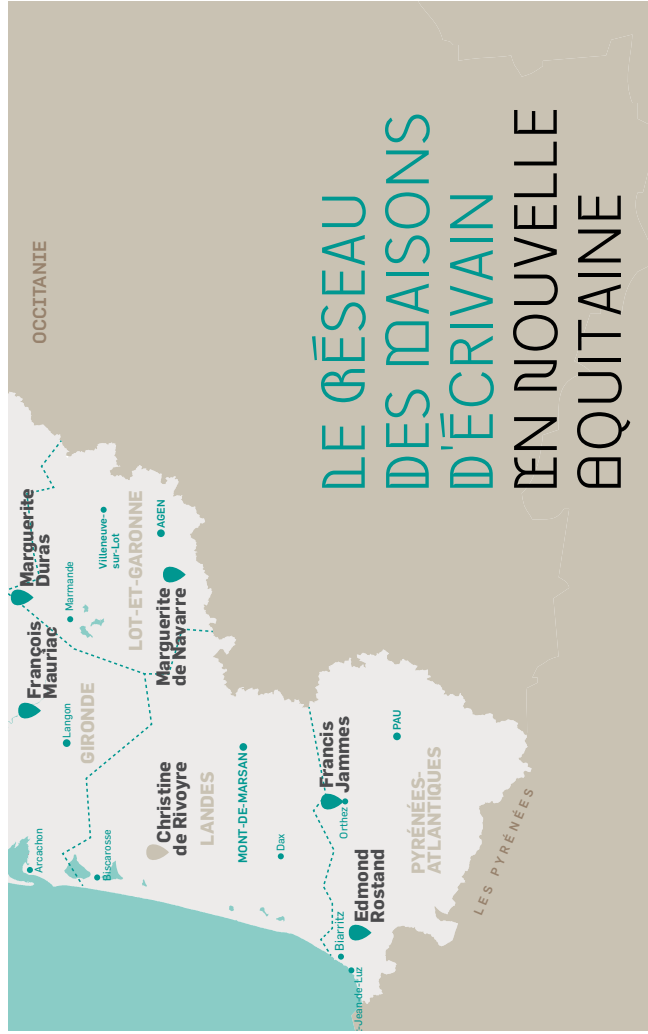 LE RÉSEAU
DES MAISONS
D'ÉCRIVAIN
EN NOUVELLE
AQUITAINE
OCCITANIE
Marguerite
Duras
François
Mauriac
Marmande
Villeneuve-
sur-Lot
LOT-ET-GARONNE
AGEN
Marguerite
de Navarre
Langon
GIRONDE
Arcachon
Biscarosse
Christine
de Rivoyre
LANDES
MONT-DE-MARSAN
Dax
Francis
Jammes
Orthez
PAU
PYRÉNÉES-
ATLANTIQUES
Edmond
Rostand
Biarritz
-Jean-de-Luz
LES PYRÉNÉES